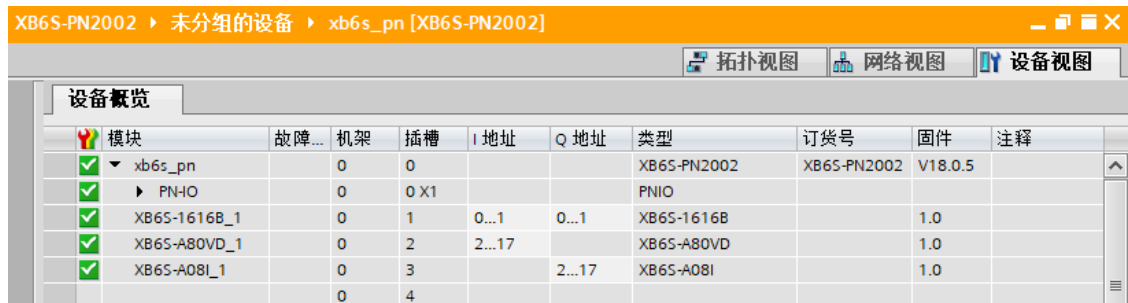 XB6S-PN2002 ▸ 未分组的设备 ▸ xb6s_pn [XB6S-PN2002]
拓扑视图 网络视图 设备视图
设备概览
模块 故障... 机架 插槽 I 地址 Q 地址 类型 订货号 固件 注释
xb6s_pn 0 0 XB6S-PN2002 XB6S-PN2002 V18.0.5
PN-IO 0 0 X1 PNIO
XB6S-1616B_1 0 1 0...1 0...1 XB6S-1616B 1.0
XB6S-A80VD_1 0 2 2...17 XB6S-A80VD 1.0
XB6S-A08I_1 0 3 2...17 XB6S-A08I 1.0
0 4